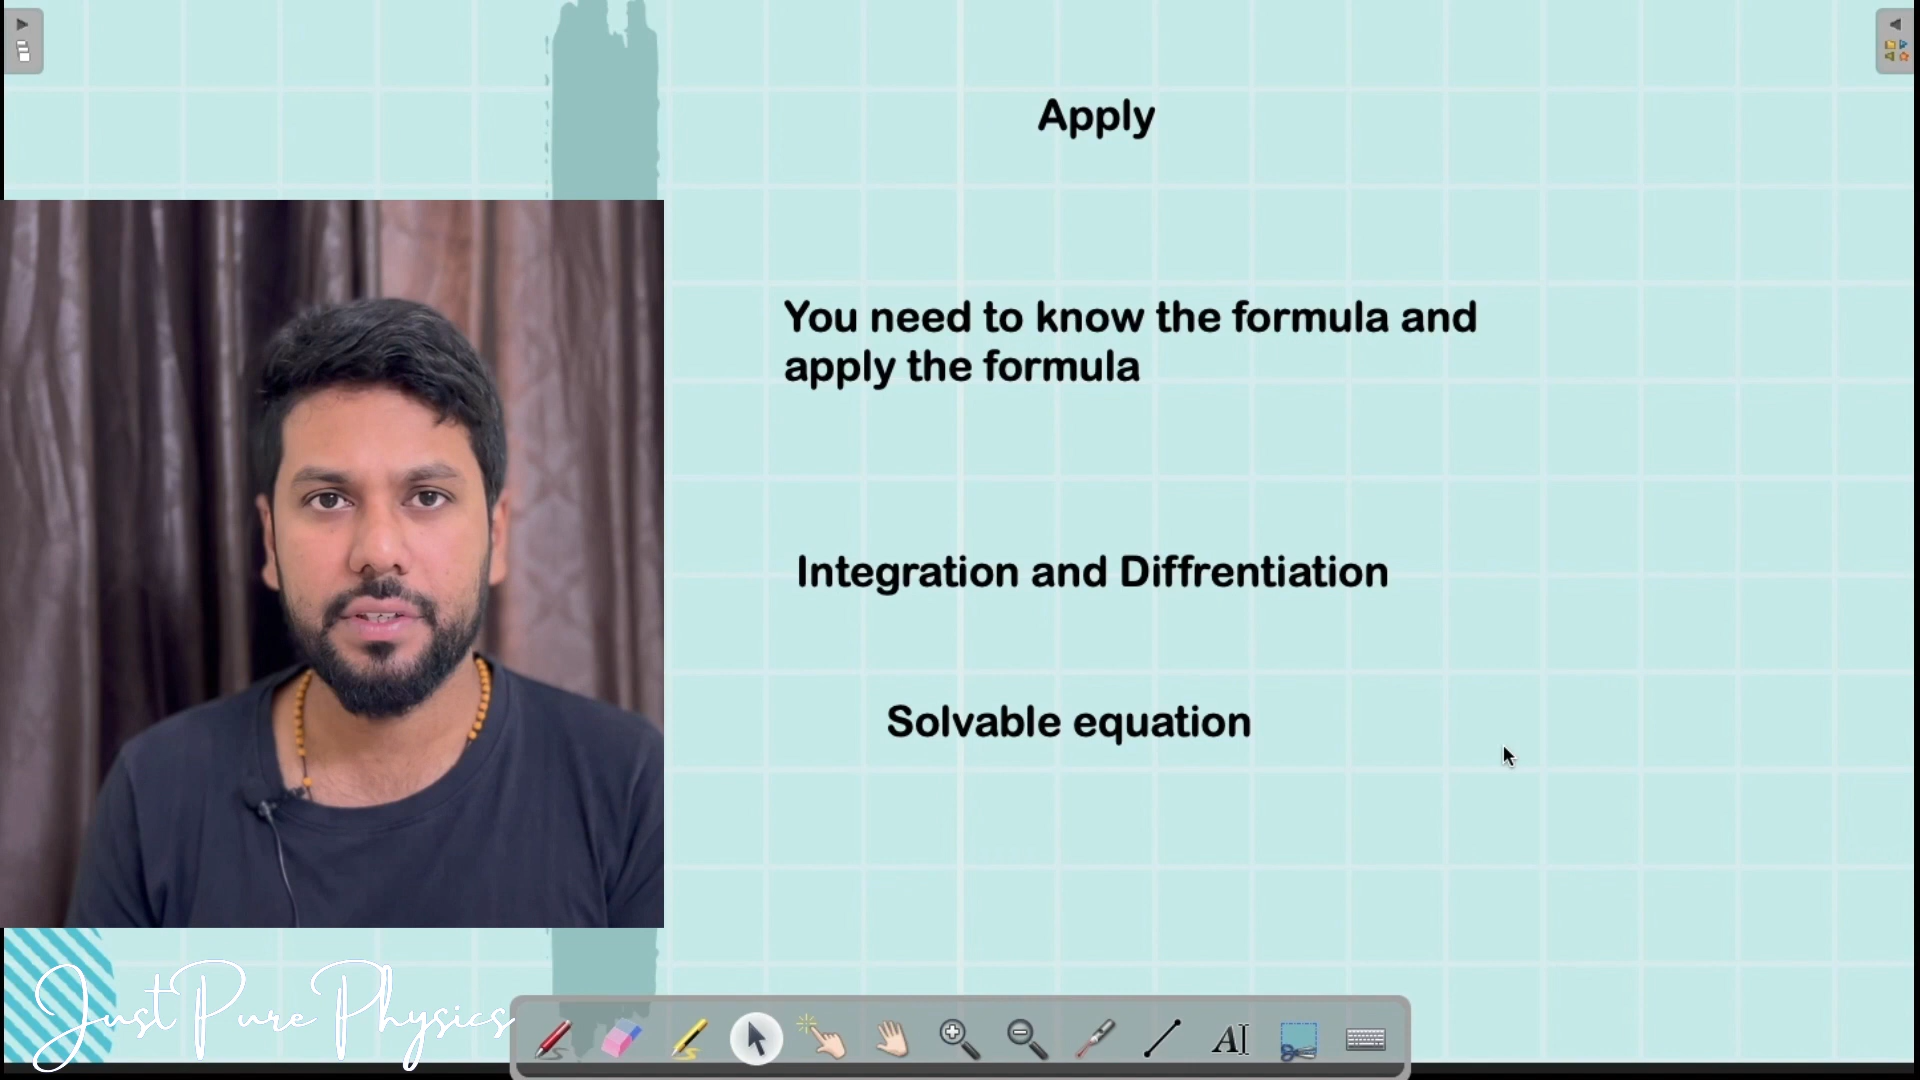 Apply
You need to know the formula and
apply the formula
Integration and Diffrentiation
Solvable equation
Just Pure Physics
AI